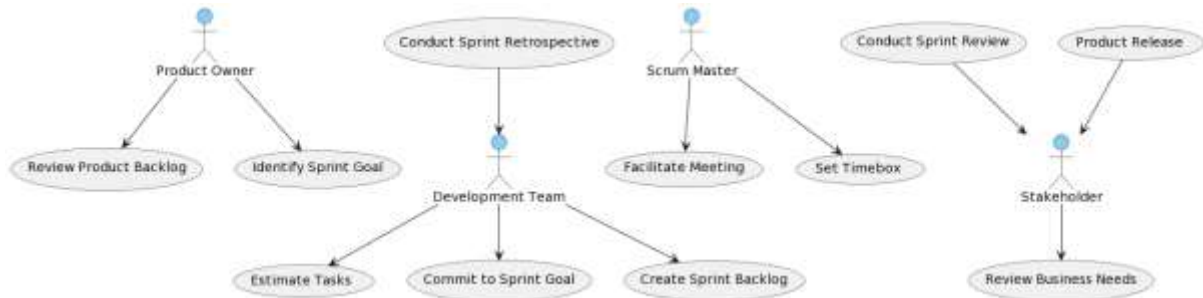 Conduct Sprint Retrospective
Conduct Sprint Review
Product Release
Product Owner
Scrum Master
Review Product Backlog
Identify Sprint Goal
Facilitate Meeting
Set Timebox
Development Team
Stakeholder
Estimate Tasks
Commit to Sprint Goal
Create Sprint Backlog
Review Business Needs